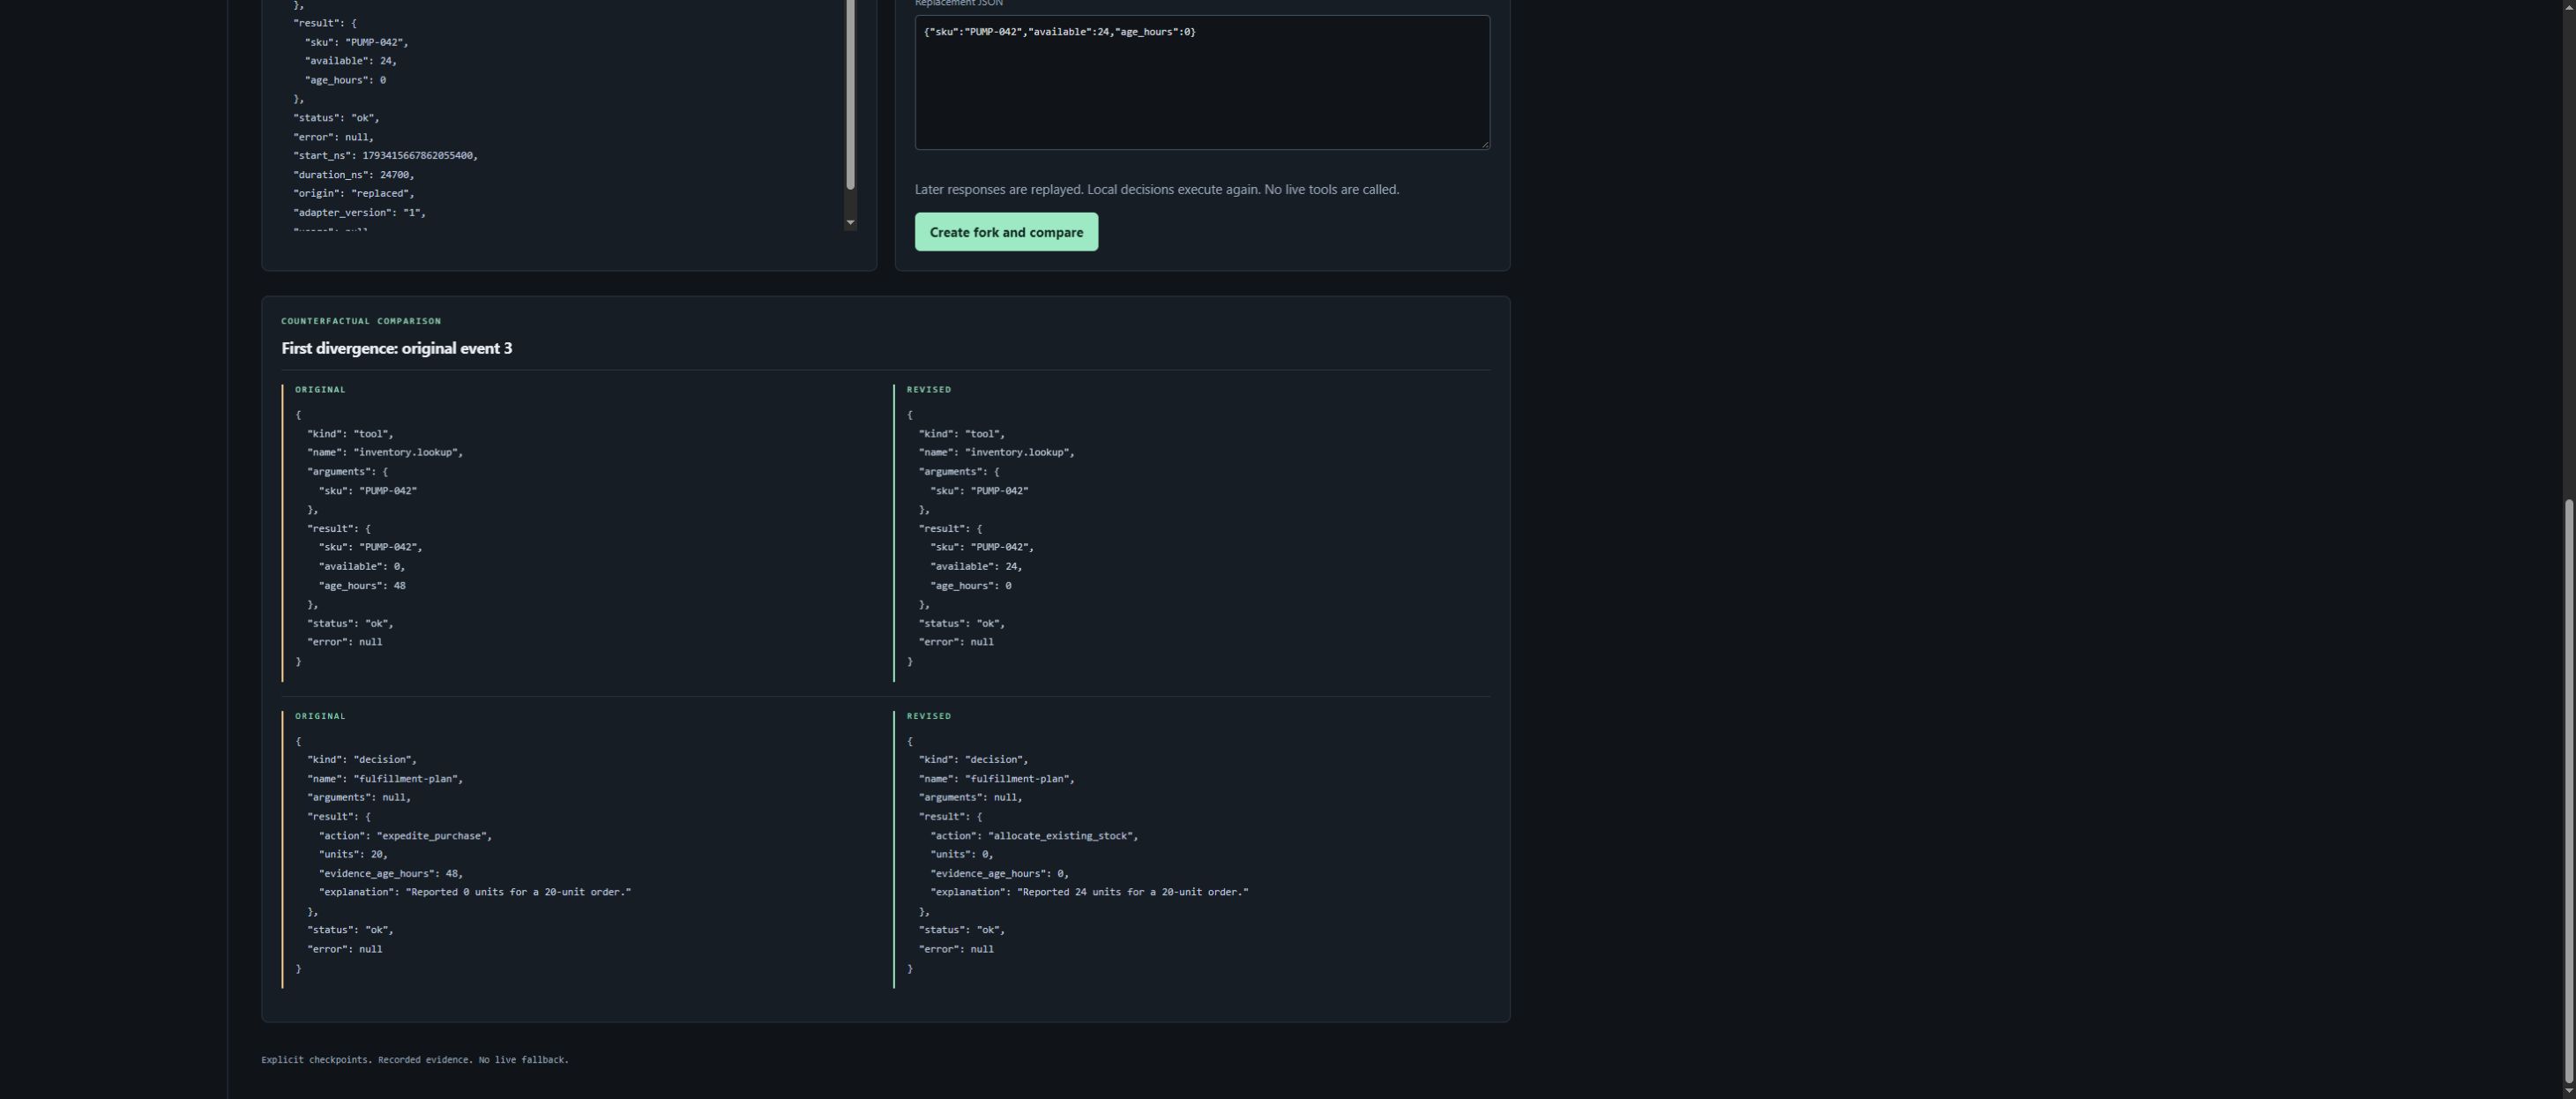 },
"result": {
"sku": "PUMP-042",
"available": 24,
"age_hours": 0
},
"status": "ok",
"error": null,
"start_ns": 1793415667862055400,
"duration_ns": 24700,
"origin": "replaced",
"adapter_version": "1",
Replacement JSON
{"sku":"PUMP-042","available":24,"age_hours":0}
Later responses are replayed. Local decisions execute again. No live tools are called.
Create fork and compare
COUNTERFACTUAL COMPARISON
First divergence: original event 3
ORIGINAL
{
"kind": "tool",
"name": "inventory.lookup",
"arguments": {
"sku": "PUMP-042"
},
"result": {
"sku": "PUMP-042",
"available": 0,
"age_hours": 48
},
"status": "ok",
"error": null
}
REVISED
{
"kind": "tool",
"name": "inventory.lookup",
"arguments": {
"sku": "PUMP-042"
},
"result": {
"sku": "PUMP-042",
"available": 24,
"age_hours": 0
},
"status": "ok",
"error": null
}
ORIGINAL
{
"kind": "decision",
"name": "fulfillment-plan",
"arguments": null,
"result": {
"action": "expedite_purchase",
"units": 20,
"evidence_age_hours": 48,
"explanation": "Reported 0 units for a 20-unit order."
},
"status": "ok",
"error": null
}
REVISED
{
"kind": "decision",
"name": "fulfillment-plan",
"arguments": null,
"result": {
"action": "allocate_existing_stock",
"units": 0,
"evidence_age_hours": 0,
"explanation": "Reported 24 units for a 20-unit order."
},
"status": "ok",
"error": null
}
Explicit checkpoints. Recorded evidence. No live fallback.